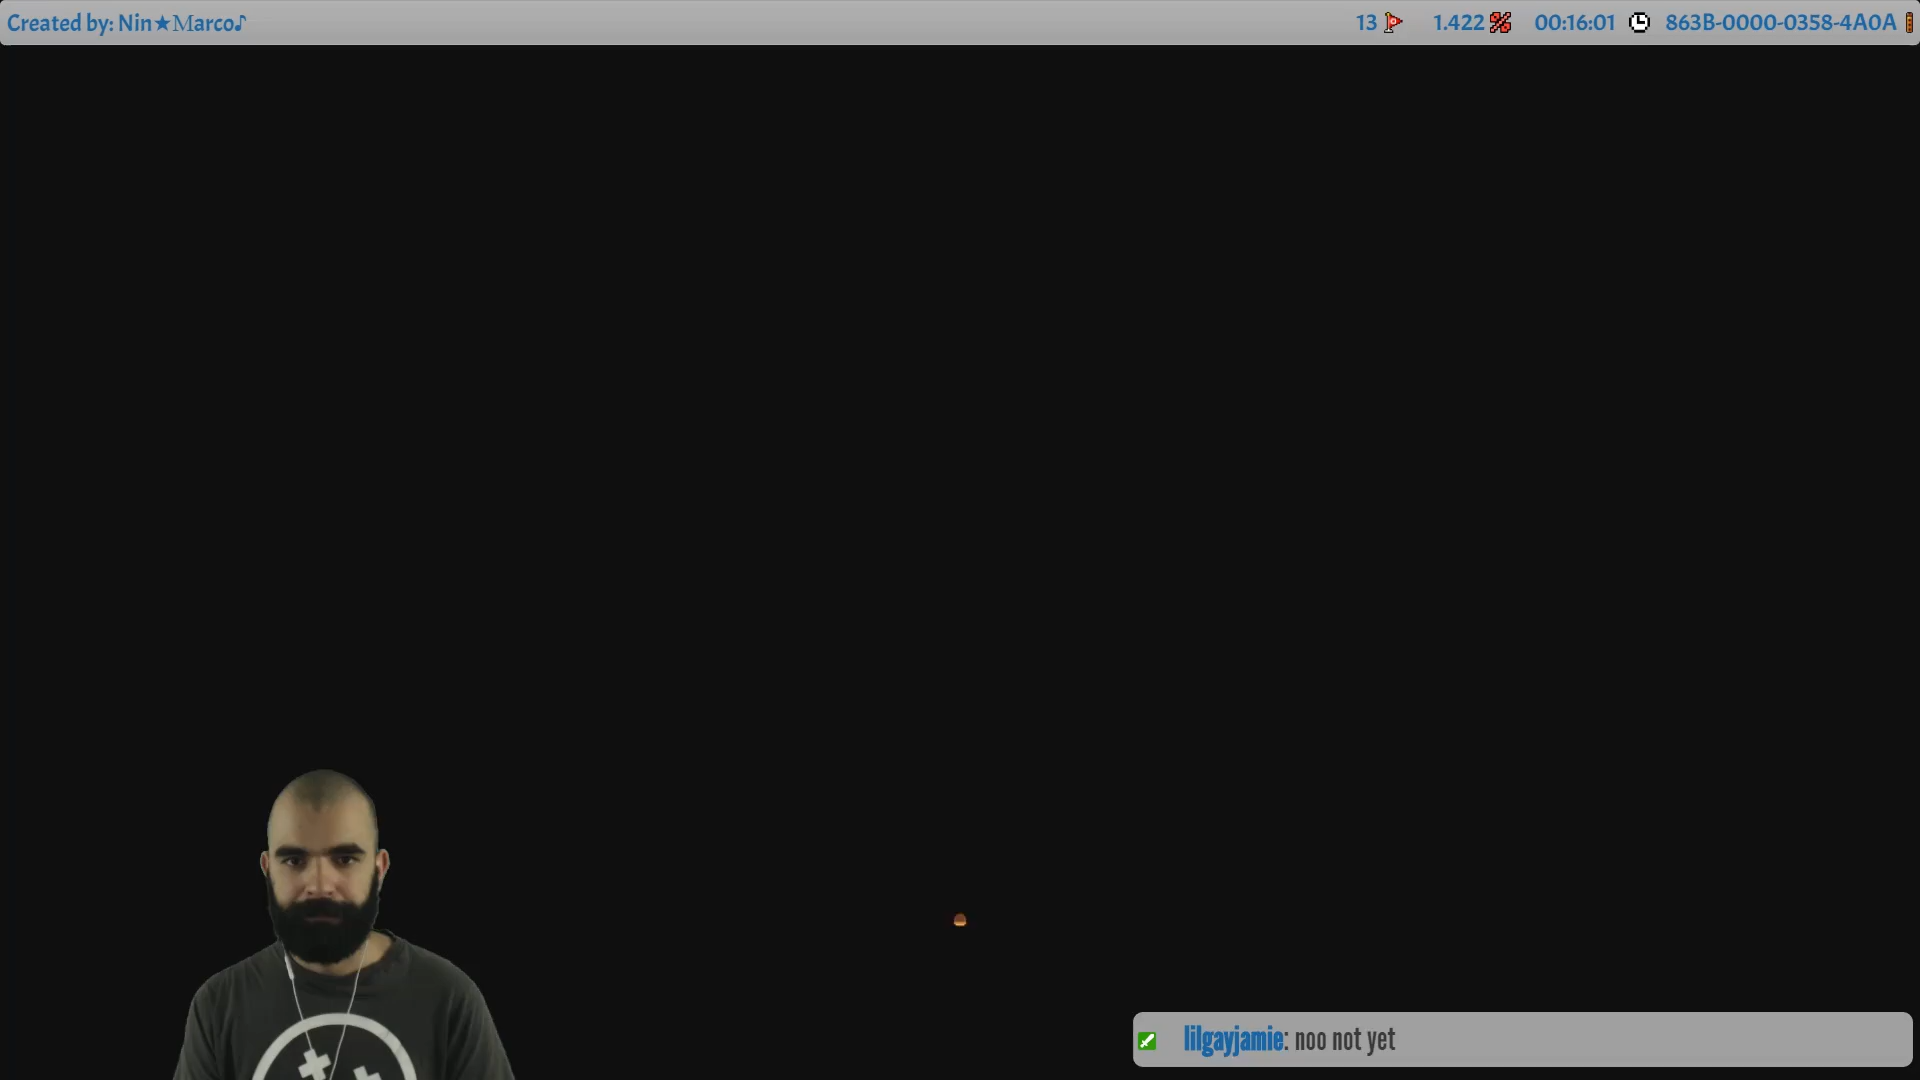 Created by: Nin★Marco♪
13 1.422 00:16:01 863B-0000-0358-4A0A
lilgayjamie: noo not yet